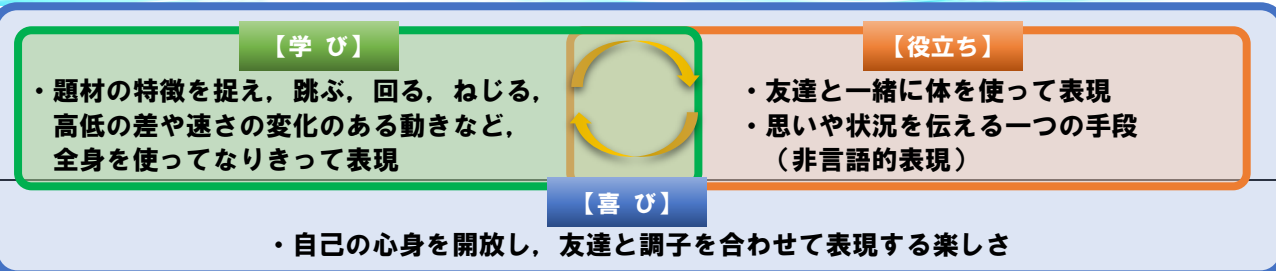 【学 び】
・題材の特徴を捉え，跳ぶ，回る，ねじる，
高低の差や速さの変化のある動きなど，
全身を使ってなりきって表現
【役立ち】
・友達と一緒に体を使って表現
・思いや状況を伝える一つの手段
（非言語的表現）
【喜 び】
・自己の心身を開放し，友達と調子を合わせて表現する楽しさ